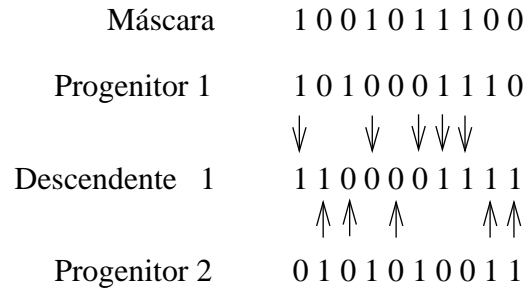 Máscara 1 0 0 1 0 1 1 1 0 0
Progenitor 1 1 0 1 0 0 0 1 1 1 0
Descendente 1 1 1 0 0 0 0 1 1 1 1
Progenitor 2 0 1 0 1 0 1 0 0 1 1